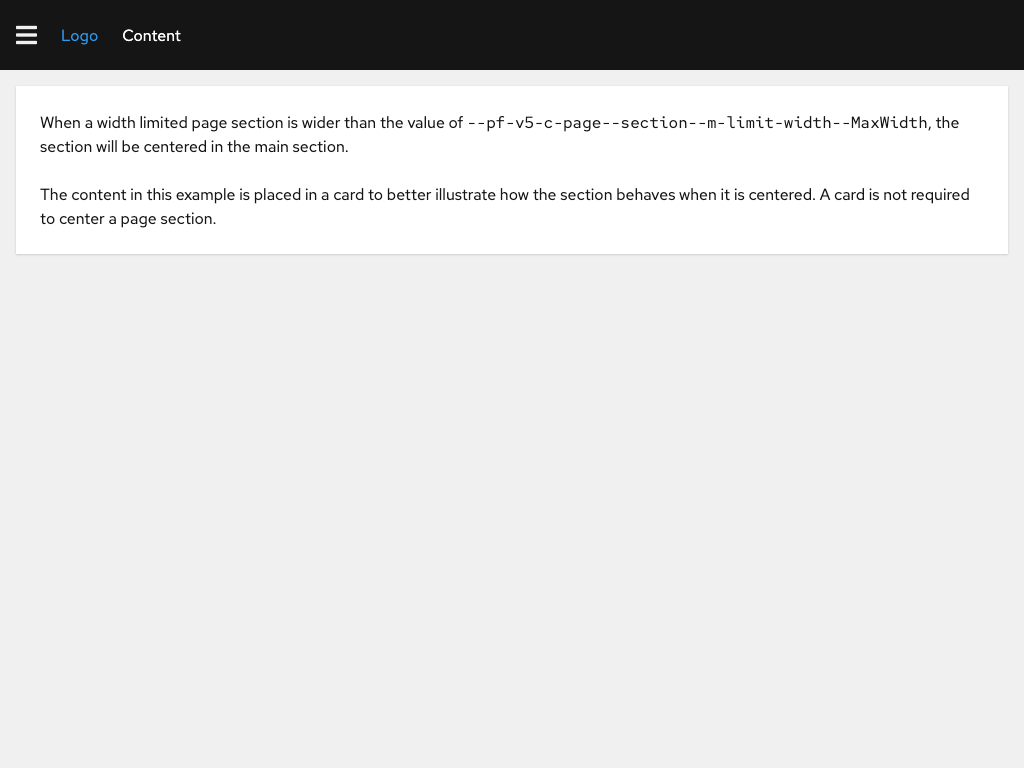 Logo Content
When a width limited page section is wider than the value of --pf-v5-c-page--section--m-limit-width--MaxWidth, the
section will be centered in the main section.
The content in this example is placed in a card to better illustrate how the section behaves when it is centered. A card is not required
to center a page section.